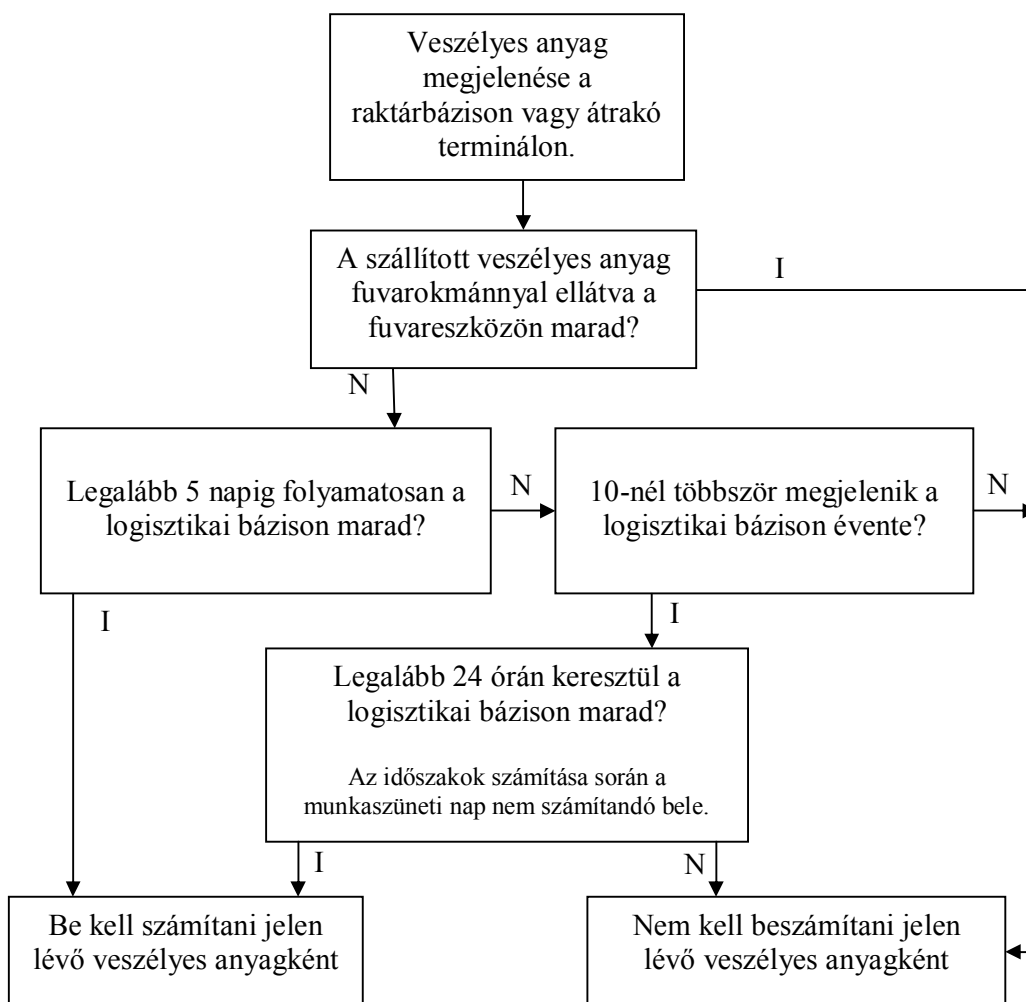 Veszélyes anyag
megjelenése a
raktárbázison vagy átrakó
terminálon.
A szállított veszélyes anyag
fuvarokmánnyal ellátva a
fuvareszközön marad?
I
N
Legalább 5 napig folyamatosan a
logisztikai bázison marad?
N
10-nél többször megjelenik a
logisztikai bázison évente?
N
I
I
Legalább 24 órán keresztül a
logisztikai bázison marad?
Az időszakok számítása során a
munkaszüneti nap nem számítandó bele.
I
N
Be kell számítani jelen
lévő veszélyes anyagként
Nem kell beszámítani jelen
lévő veszélyes anyagként